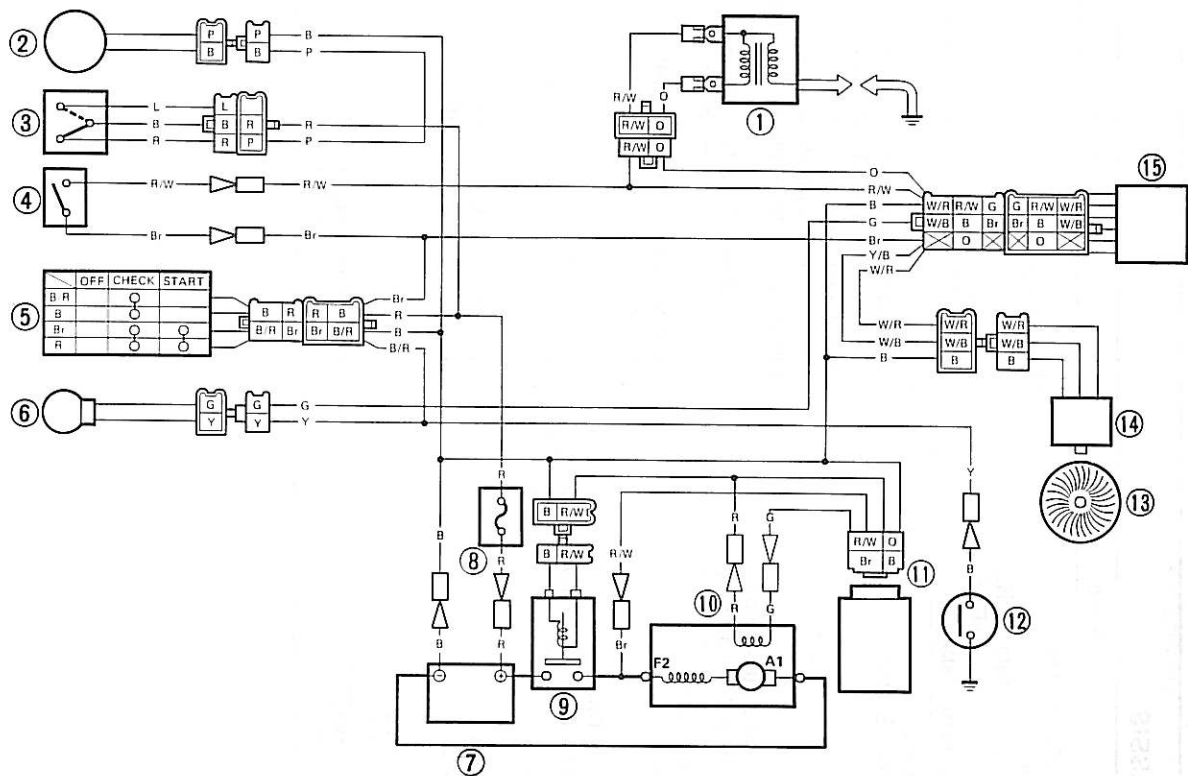 ② P B P B B P
③ L B R L B R R P R P
④ R/W R/W
Br Br
⑤ OFF CHECK START
B R
B
Br
R
B R R B
B/R Br Br B/R
Br
R
B
B/R
⑥ G Y G Y G Y
R/W O
R/W O
R/W O
①
O
R/W
B
G
Br
Y/B
W/R
W/R R/W G G R/W W/R
W/B B Br Br B W/B
O O
⑮
W/R W/R W/R
W/B W/B W/B
B B B
⑭
⑬
R
⑧
R
R
B
B
B R/W
B R/W
⑨
R/W
Br
R
R
G
G
⑩
R/W O
Br B
⑪
Y
B
⑫
F2 A1
⊖ ⊕
⑦